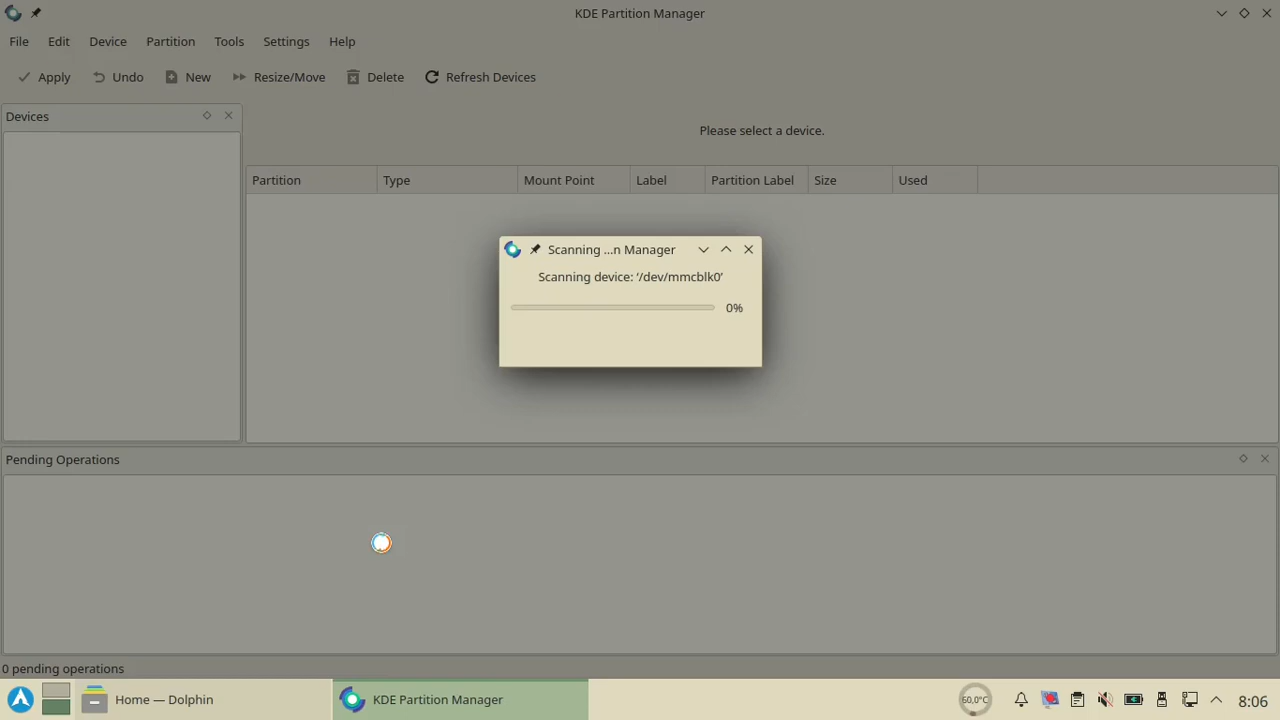 KDE Partition Manager
File Edit Device Partition Tools Settings Help
Apply Undo New Resize/Move Delete Refresh Devices
Devices
Please select a device.
Partition Type Mount Point Label Partition Label Size Used
Scanning ...n Manager
Scanning device: ‘/dev/mmcblk0’
0%
Pending Operations
0 pending operations
Home — Dolphin KDE Partition Manager 60,0°C 8:06